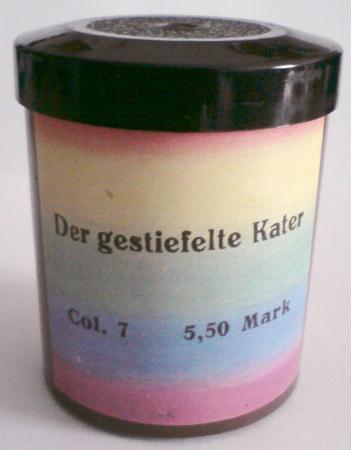 Der gestiefelte Kater
Col. 7 5,50 Mark